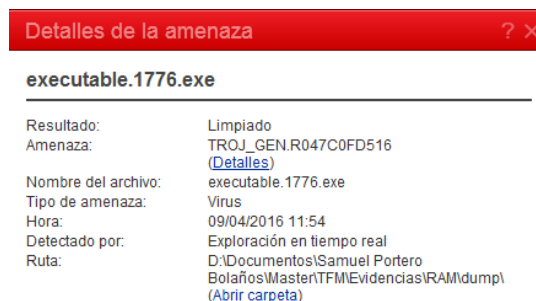 Detalles de la amenaza ? ×
executable.1776.exe
Resultado: Limpiado
Amenaza: TROJ_GEN.R047C0FD516
(Detalles)
Nombre del archivo: executable.1776.exe
Tipo de amenaza: Virus
Hora: 09/04/2016 11:54
Detectado por: Exploración en tiempo real
Ruta: D:\Documentos\Samuel Portero
Bolaños\Master\TFM\Evidencias\RAM\dump\
(Abrir carpeta)